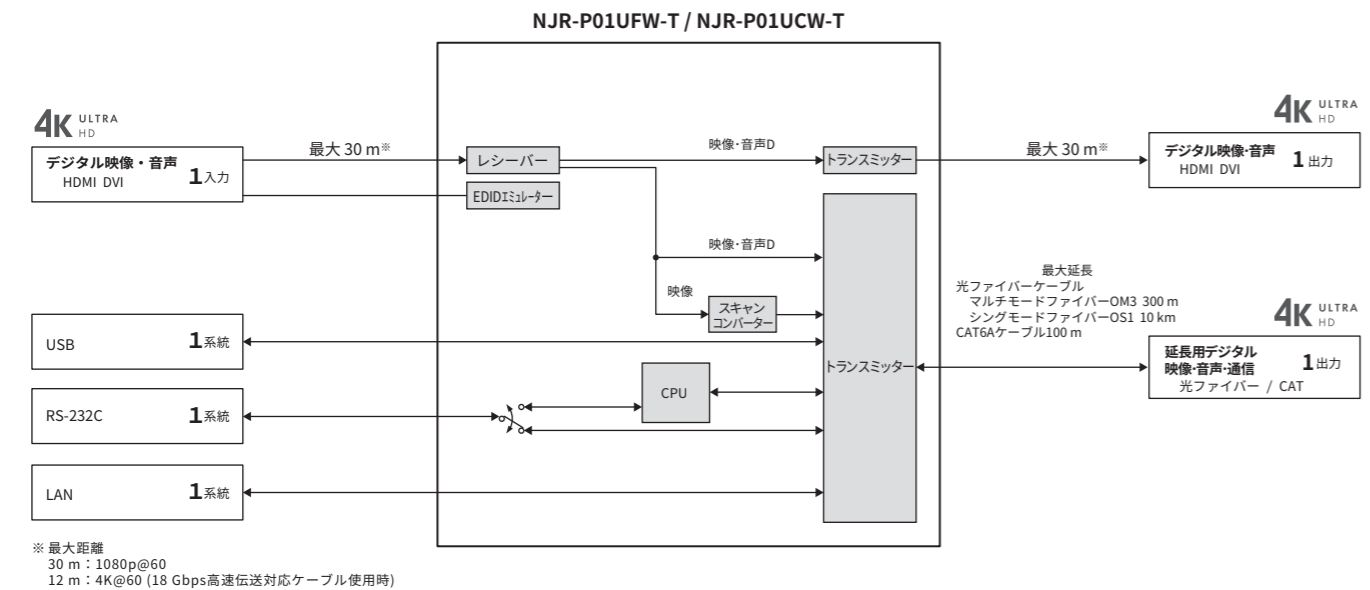 NJR-P01UFW-T / NJR-P01UCW-T
4K ULTRA HD
デジタル映像・音声
HDMI DVI
1入力
最大 30 m※
レシーバー
EDIDエミュレーター
映像・音声D
トランスミッター
最大 30 m※
4K ULTRA HD
デジタル映像・音声
HDMI DVI
1 出力
映像・音声D
映像
スキャン
コンバーター
トランスミッター
最大延長
光ファイバーケーブル
マルチモードファイバーOM3 300 m
シングモードファイバーOS1 10 km
CAT6Aケーブル100 m
4K ULTRA HD
延長用デジタル
映像・音声・通信
光ファイバー / CAT
1出力
USB
1系統
CPU
RS-232C
1系統
LAN
1系統
※ 最大距離
30 m：1080p@60
12 m：4K@60 (18 Gbps高速伝送対応ケーブル使用時)